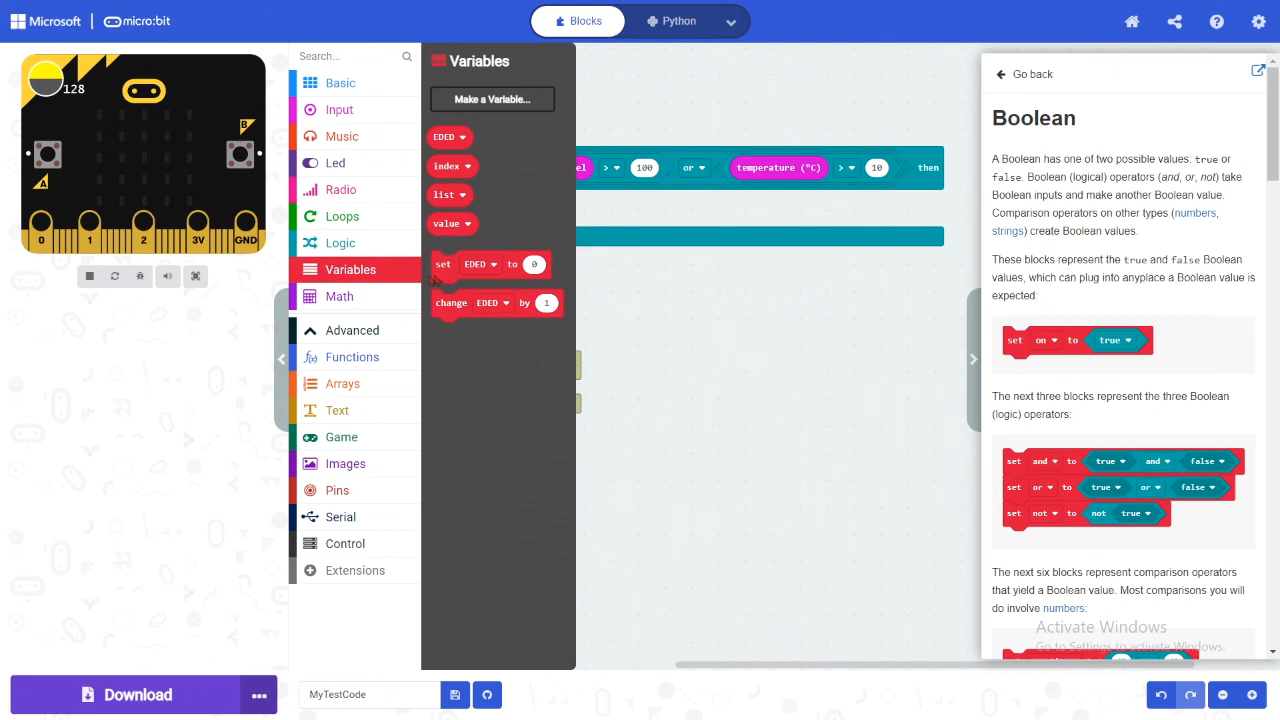 Microsoft
micro:bit
Blocks
Python
128
B
A
0
1
2
3V
GND
Search...
Basic
Input
Music
Led
Radio
Loops
Logic
Variables
Math
Advanced
Functions
Arrays
Text
Game
Images
Pins
Serial
Control
Extensions
Variables
Make a Variable...
EDED
index
list
value
set EDED to 0
change EDED by 1
> 100 or temperature (°C) > 10 then
Go back
Boolean
A Boolean has one of two possible values: true or
false. Boolean (logical) operators (and, or, not) take
Boolean inputs and make another Boolean value.
Comparison operators on other types (numbers,
strings) create Boolean values.
These blocks represent the true and false Boolean
values, which can plug into anyplace a Boolean value is
expected:
set on to true
The next three blocks represent the three Boolean
(logic) operators:
set and to true and false
set or to true or false
set not to not true
The next six blocks represent comparison operators
that yield a Boolean value. Most comparisons you will
do involve numbers:
Activate Windows
Go to Settings to activate Windows.
Download
MyTestCode